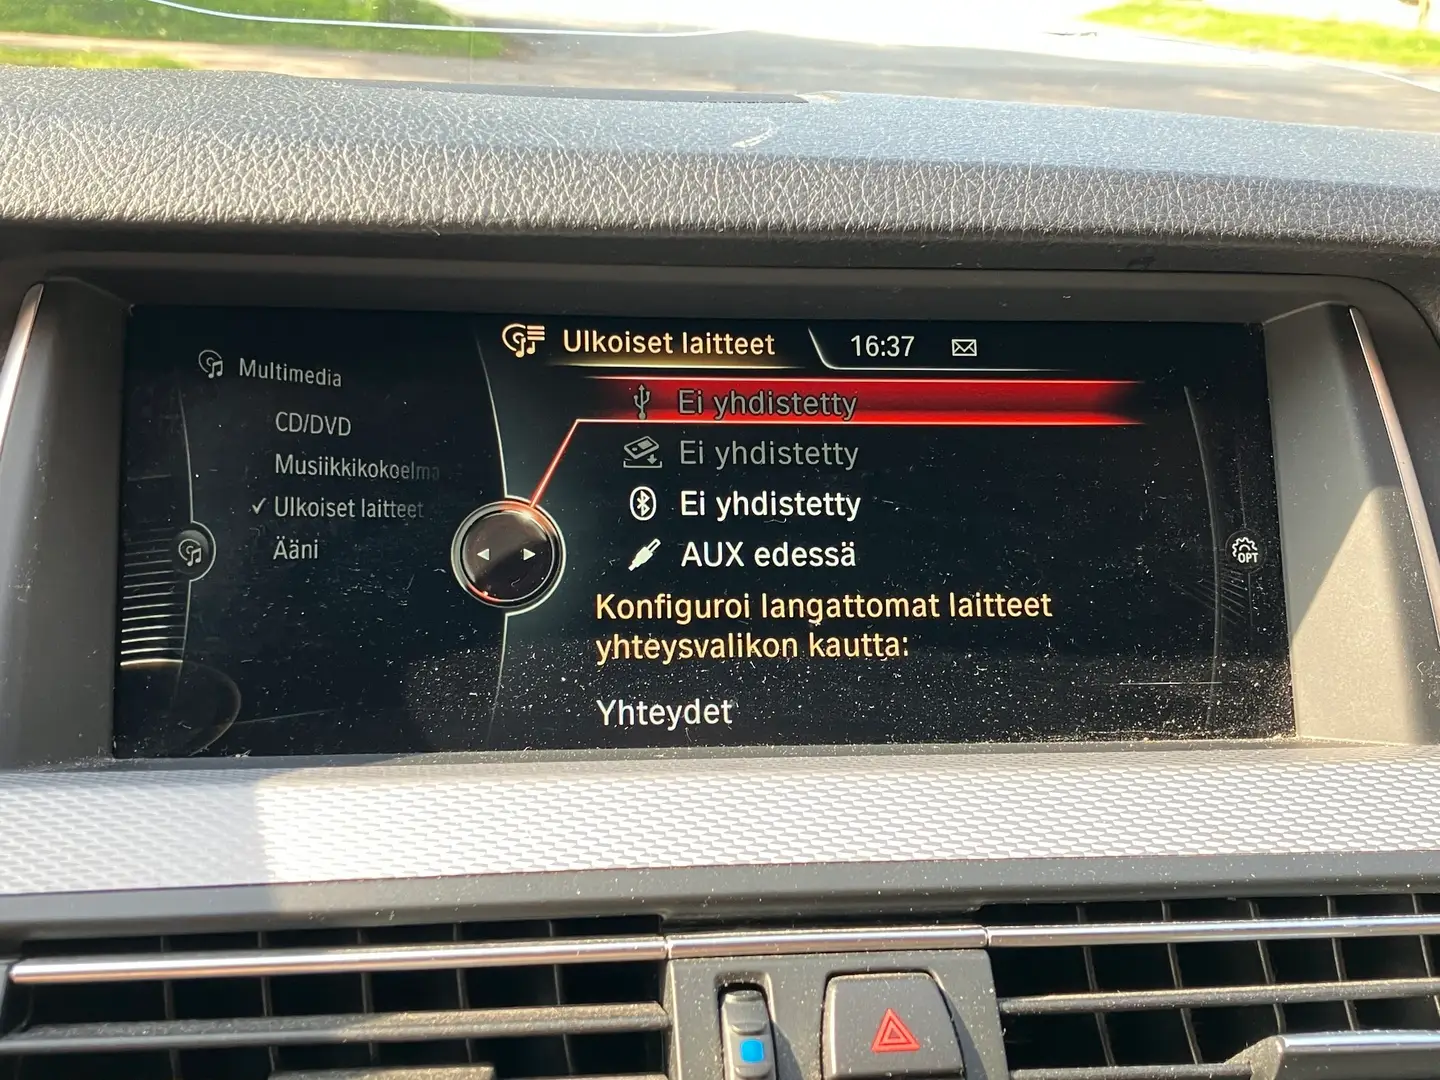 Ulkoiset laitteet 16:37
Multimedia
CD/DVD
Musiikkikokoelma
✓ Ulkoiset laitteet
Ääni
Ei yhdistetty
Ei yhdistetty
Ei yhdistetty
AUX edessä
Konfiguroi langattomat laitteet
yhteysvalikon kautta:
Yhteydet
OPT